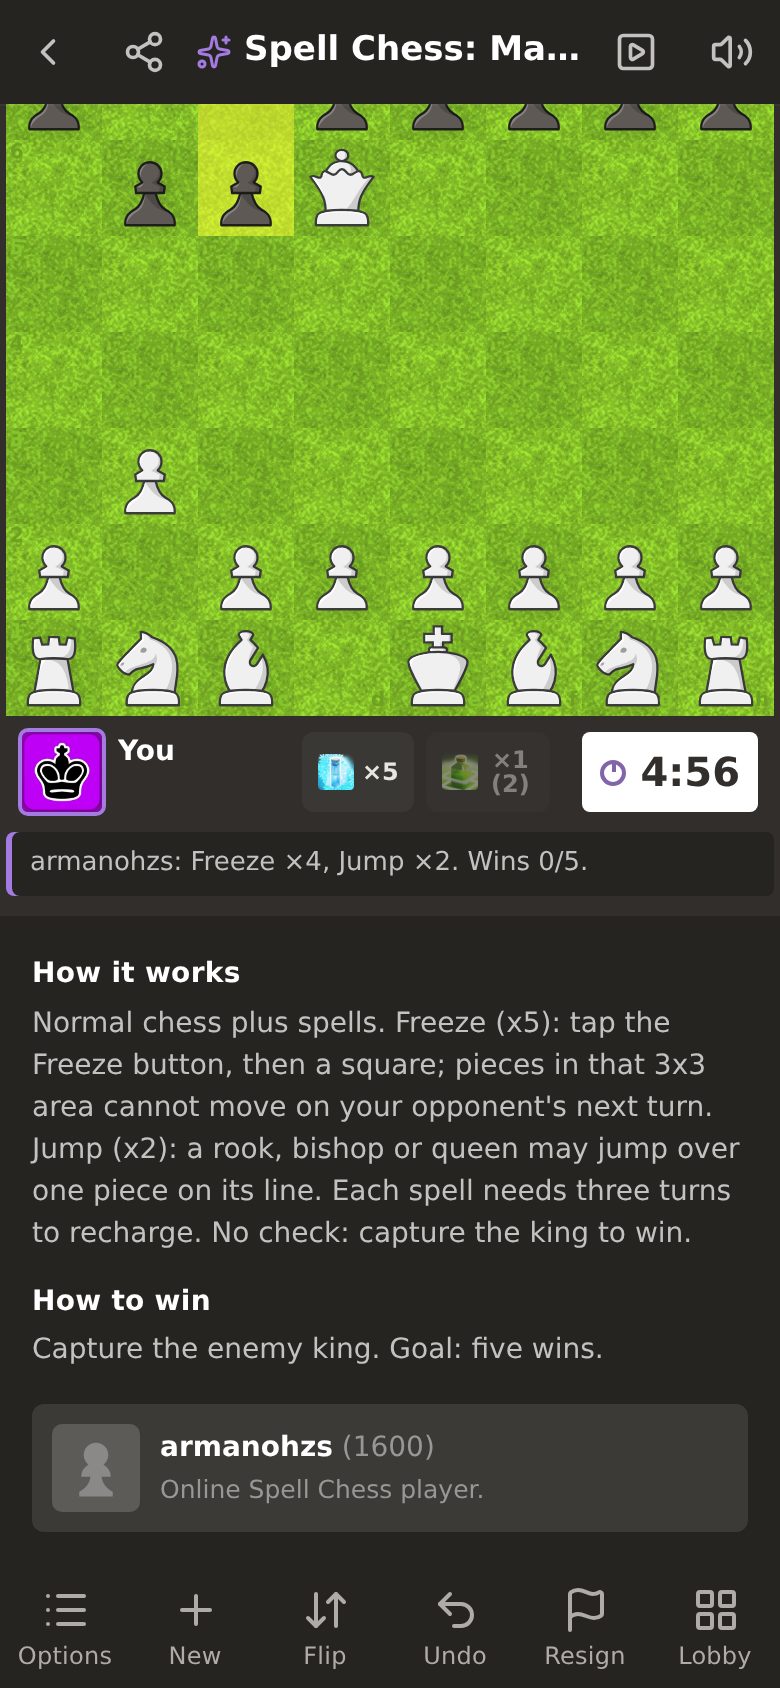 Spell Chess: Ma...
You
×5
×1
(2)
4:56
armanohzs: Freeze ×4, Jump ×2. Wins 0/5.
How it works
Normal chess plus spells. Freeze (x5): tap the
Freeze button, then a square; pieces in that 3x3
area cannot move on your opponent's next turn.
Jump (x2): a rook, bishop or queen may jump over
one piece on its line. Each spell needs three turns
to recharge. No check: capture the king to win.
How to win
Capture the enemy king. Goal: five wins.
armanohzs (1600)
Online Spell Chess player.
Options
New
Flip
Undo
Resign
Lobby